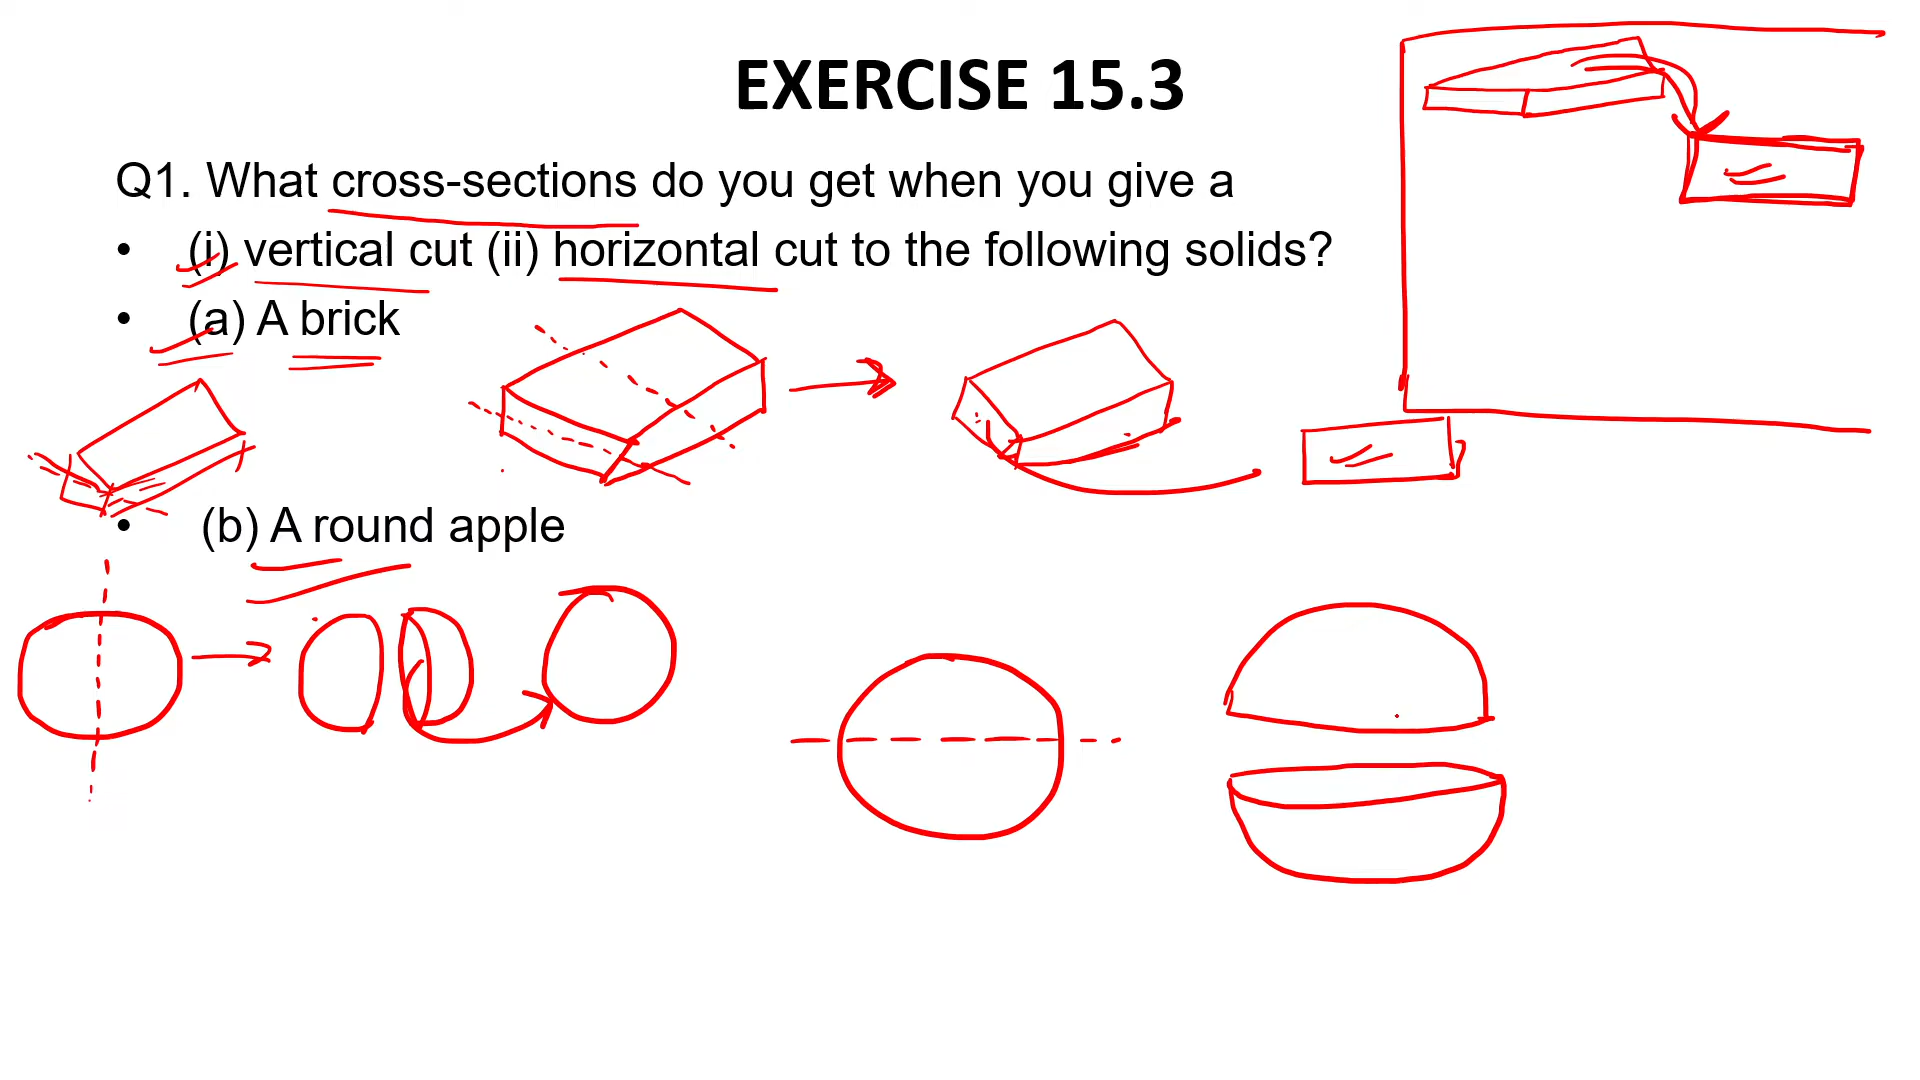 EXERCISE 15.3
Q1. What cross-sections do you get when you give a
• (i) vertical cut (ii) horizontal cut to the following solids?
• (a) A brick
• (b) A round apple